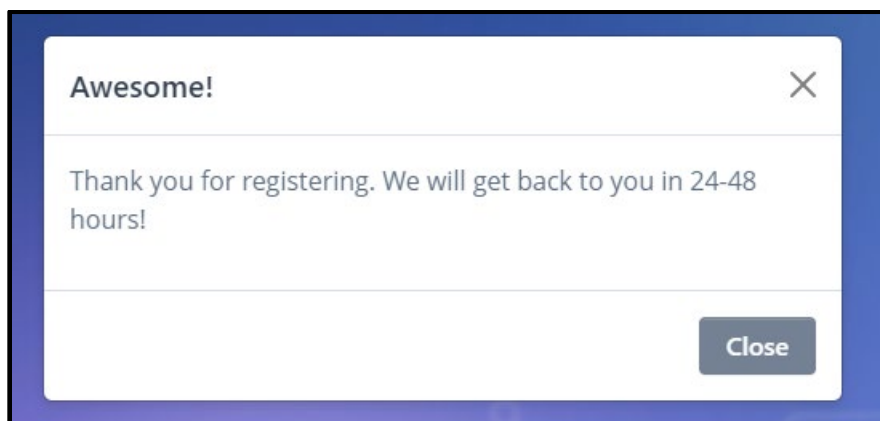 Awesome!
Thank you for registering. We will get back to you in 24-48
hours!
Close